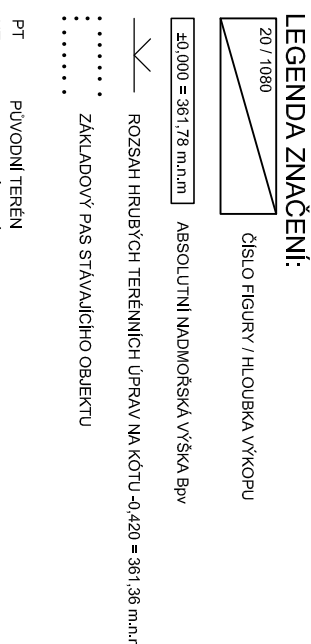 LEGENDA ZNAČENÍ:
20 / 1080
ČÍSLO FIGURY / HLOUBKA VÝKOPU
±0,000 = 361,78 m.n.m
ABSOLUTNÍ NADMOŘSKÁ VÝŠKA Bpv
ROZSAH HRUBÝCH TERÉNNÍCH ÚPRAV NA KÓTU -0,420 = 361,36 m.n.m
ZÁKLADOVÝ PAS STÁVAJÍCÍHO OBJEKTU
PT PŮVODNÍ TERÉN